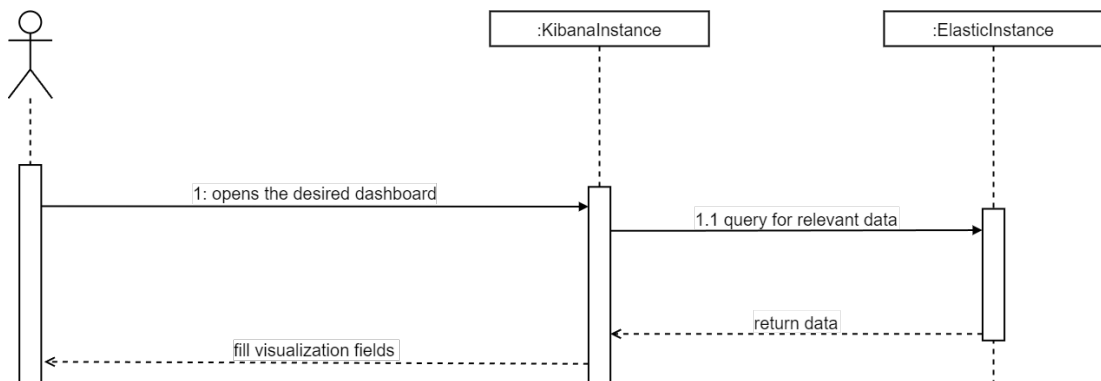 :KibanaInstance
:ElasticInstance
1: opens the desired dashboard
1.1 query for relevant data
return data
fill visualization fields